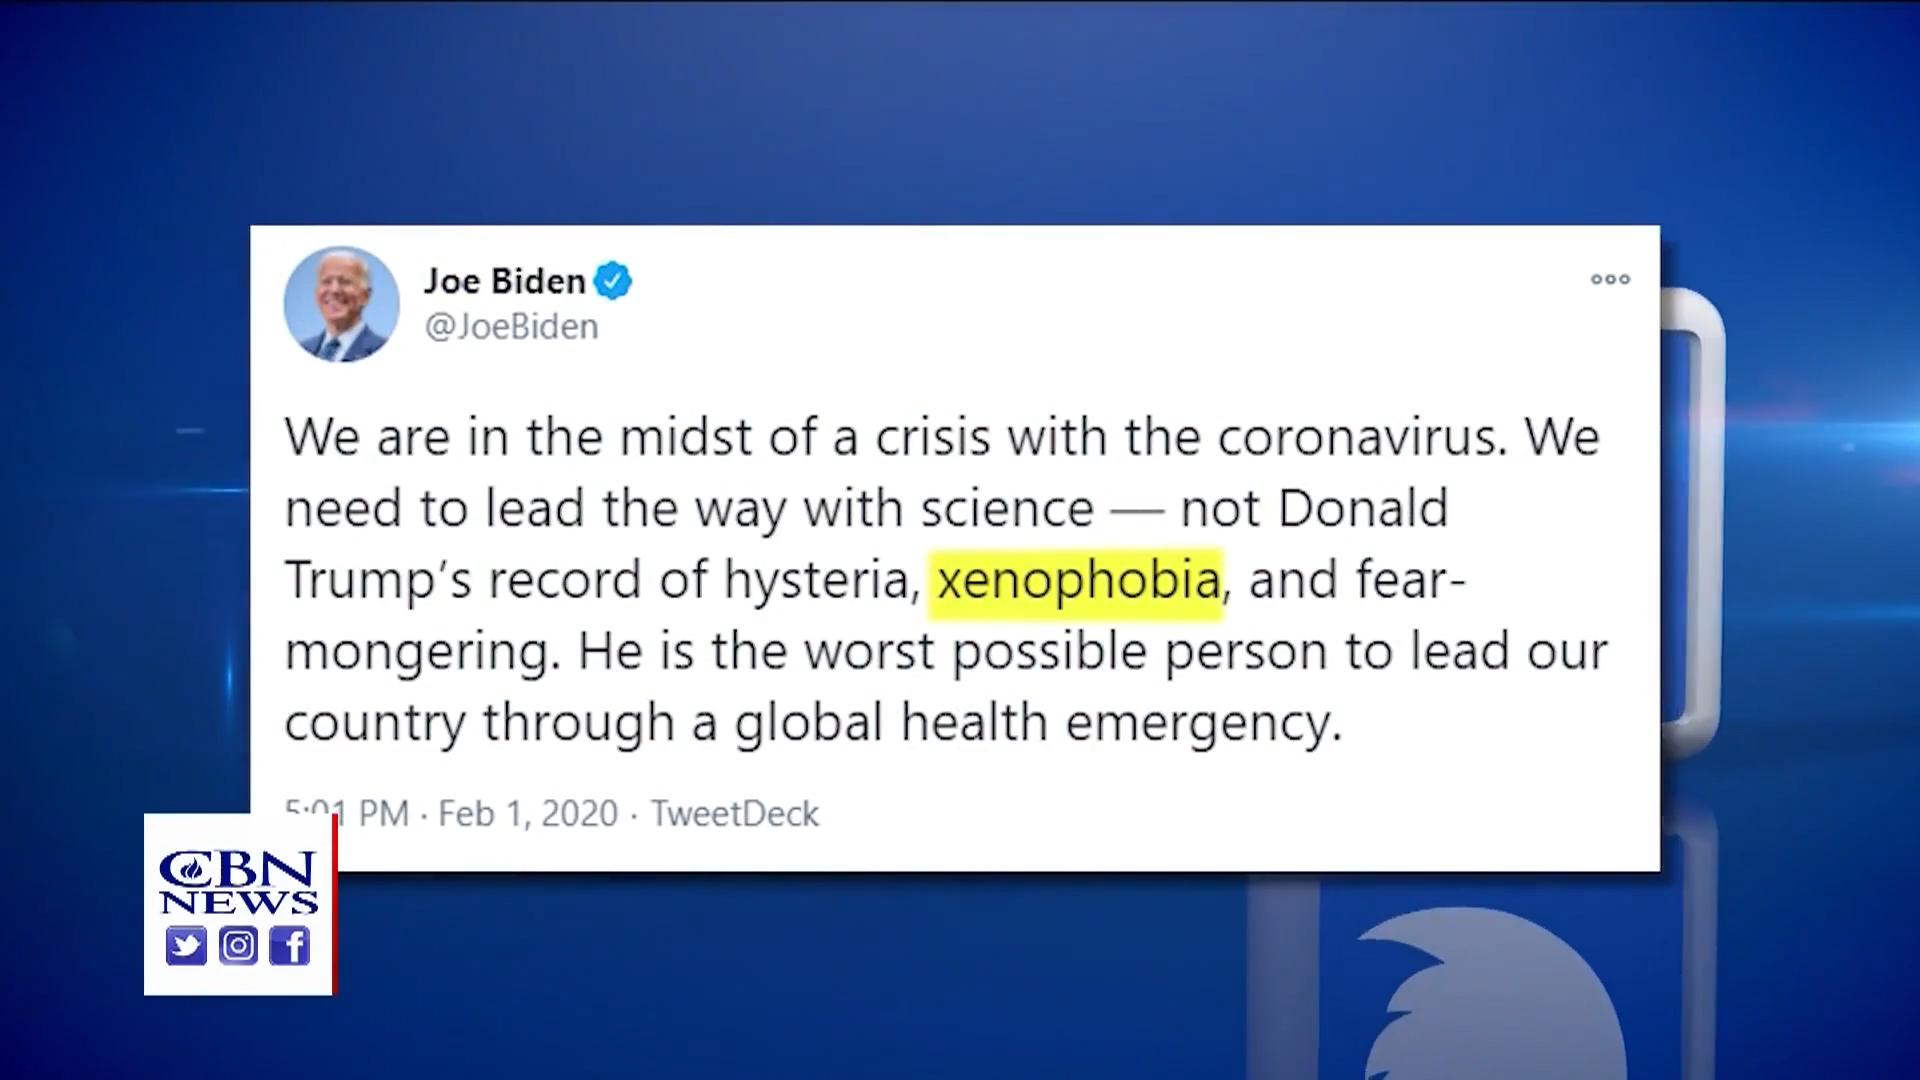 Joe Biden
@JoeBiden
We are in the midst of a crisis with the coronavirus. We
need to lead the way with science — not Donald
Trump’s record of hysteria, xenophobia, and fear-
mongering. He is the worst possible person to lead our
country through a global health emergency.
5:01 PM · Feb 1, 2020 · TweetDeck
CBN
NEWS